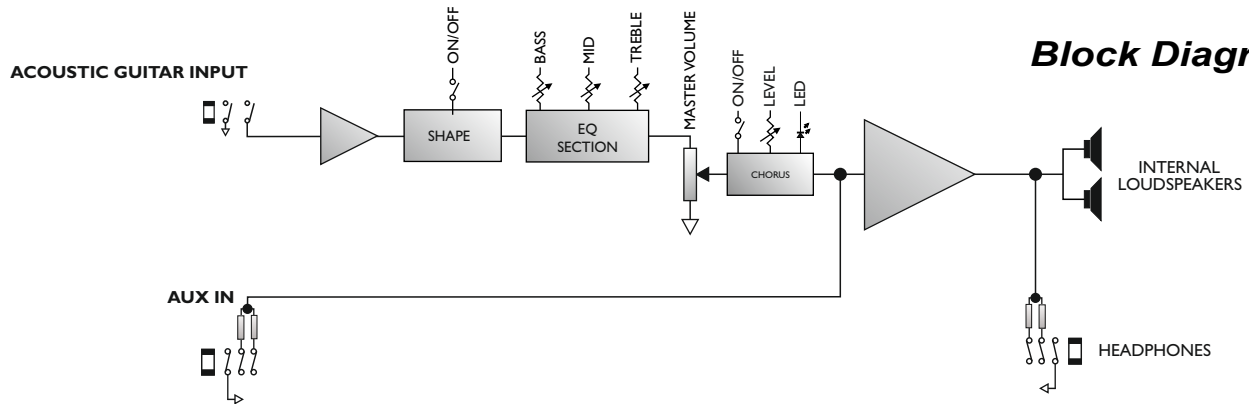 Block Diagr
ACOUSTIC GUITAR INPUT
ON/OFF
BASS
MID
TREBLE
MASTER VOLUME
ON/OFF
LEVEL
LED
SHAPE
EQ
SECTION
CHORUS
INTERNAL
LOUDSPEAKERS
AUX IN
HEADPHONES